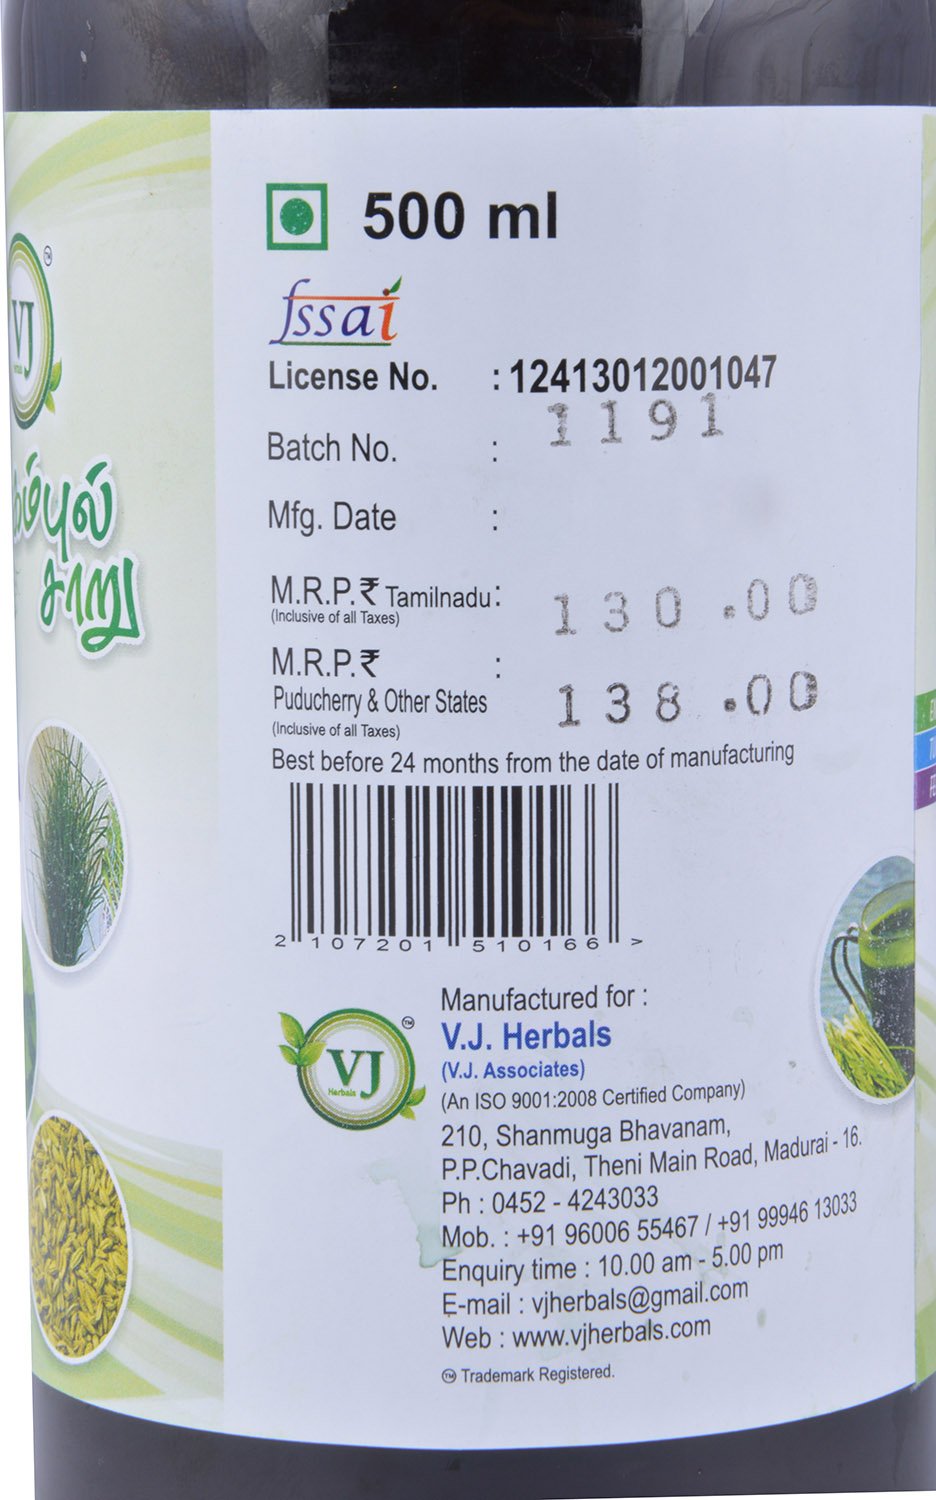 500 ml
fssai
License No. : 12413012001047
Batch No. : 1191
Mfg. Date :
M.R.P.₹ Tamilnadu : 130.00
(Inclusive of all Taxes)
M.R.P.₹ :
Puducherry & Other States 138.00
(Inclusive of all Taxes)
Best before 24 months from the date of manufacturing
2 107201 510166 >
Manufactured for :
V.J. Herbals
(V.J. Associates)
(An ISO 9001:2008 Certified Company)
210, Shanmuga Bhavanam,
P.P.Chavadi, Theni Main Road, Madurai - 16.
Ph : 0452 - 4243033
Mob. : +91 96006 55467 / +91 99946 13033
Enquiry time : 10.00 am - 5.00 pm
E-mail : vjherbals@gmail.com
Web : www.vjherbals.com
TM Trademark Registered.
VJ
Herbals
TM
VJ
Herbals
TM
சாறு